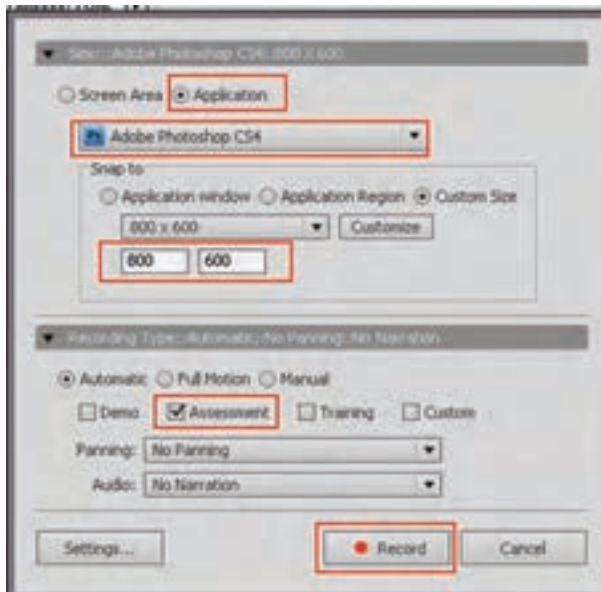 Size: Adobe Photoshop CS4: 800 x 600
Screen Area Application
Ps Adobe Photoshop CS4
Snap to
Application window Application Region Custom Size
800 x 600 Customize
800 600
Recording Type: Automatic: No Panning: No Narration
Automatic Full Motion Manual
Demo Assessment Training Custom
Panning: No Panning
Audio: No Narration
Settings... Record Cancel